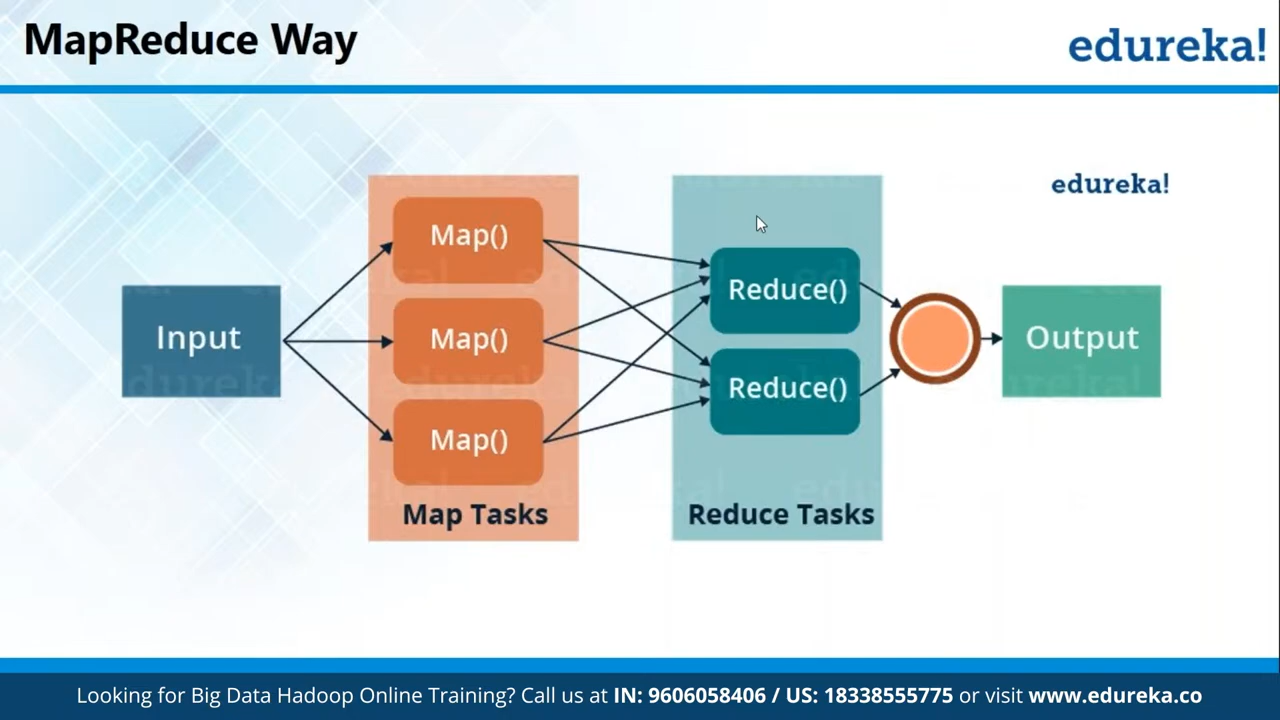 MapReduce Way
edureka!
edureka!
Map()
Map()
Map()
Map Tasks
Input
Reduce()
Reduce()
Reduce Tasks
Output
Looking for Big Data Hadoop Online Training? Call us at IN: 9606058406 / US: 18338555775 or visit www.edureka.co